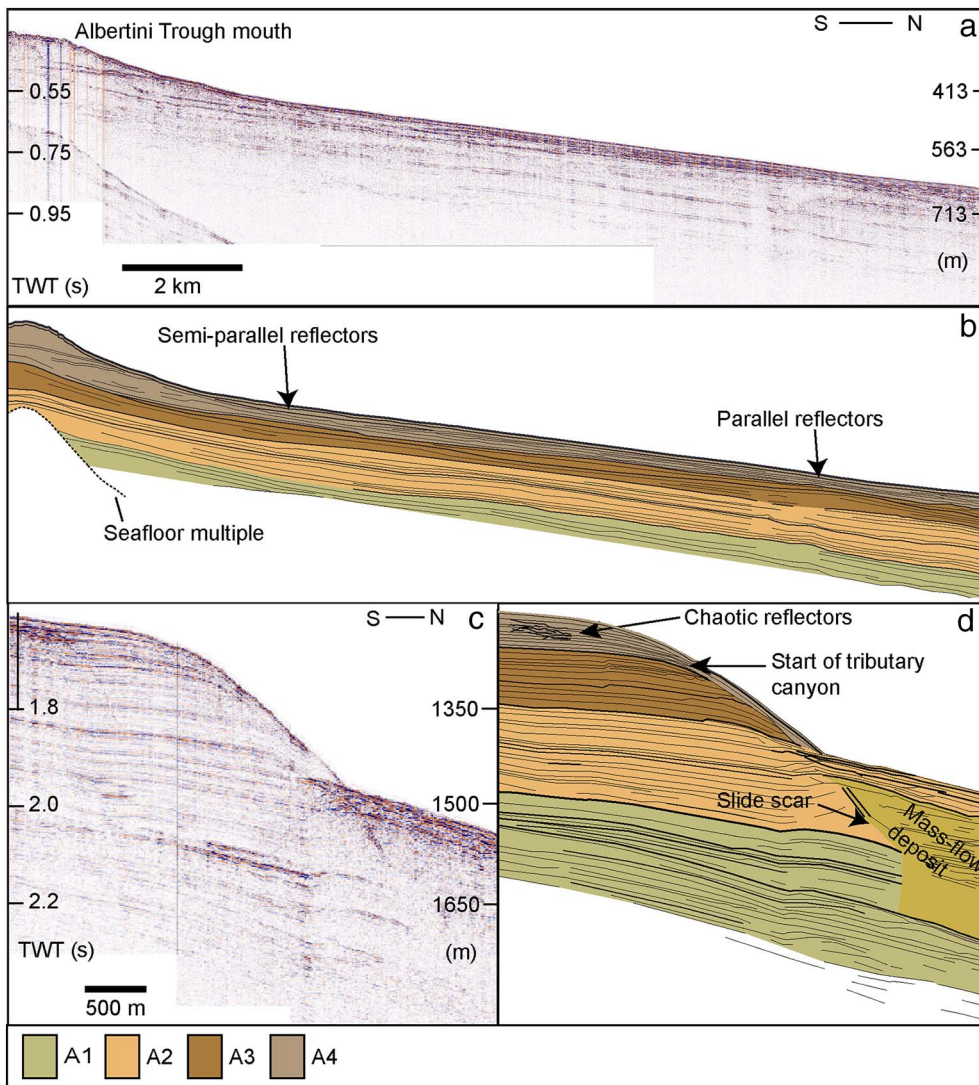 Albertini Trough mouth
S — N
a
0.55
0.75
0.95
TWT (s)
2 km
413
563
713
(m)
b
Semi-parallel reflectors
Parallel reflectors
Seafloor multiple
S — N
c
1.8
2.0
2.2
TWT (s)
500 m
1350
1500
1650
(m)
d
Chaotic reflectors
Start of tributary
canyon
Slide scar
Mass-flow
deposit
A1 A2 A3 A4